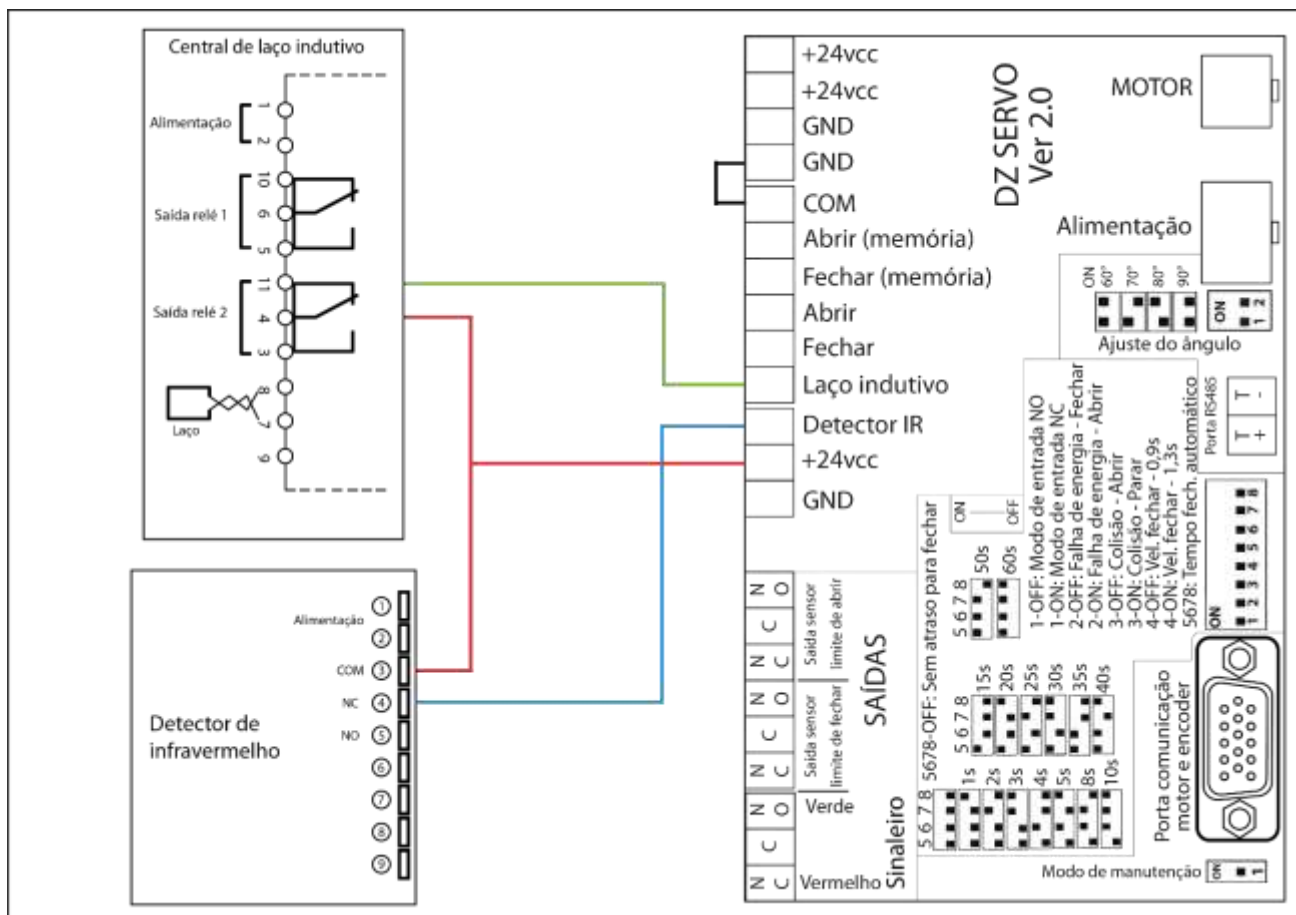 Central de laço indutivo
Alimentação
1
2
Saída relé 1
10
6
5
Saída relé 2
11
4
3
Laço
8
7
9
Detector de
infravermelho
Alimentação
1
2
COM 3
NC 4
NO 5
6
7
8
9
+24vcc
+24vcc
GND
GND
COM
Abrir (memória)
Fechar (memória)
Abrir
Fechar
Laço indutivo
Detector IR
+24vcc
GND
DZ SERVO
Ver 2.0
MOTOR
Alimentação
ON
60°
70°
80°
90°
ON
1 2
Ajuste do ângulo
Porta RS485
T -
T +
ON
OFF
1-OFF: Modo de entrada NO
1-ON: Modo de entrada NC
2-OFF: Falha de energia - Fechar
2-ON: Falha de energia - Abrir
3-OFF: Colisão - Abrir
3-ON: Colisão - Parar
4-OFF: Vel. fechar - 0,9s
4-ON: Vel. fechar - 1,3s
5678: Tempo fech. automático
ON
1 2 3 4 5 6 7 8
5678-OFF: Sem atraso para fechar
5 6 7 8
50s
60s
5 6 7 8
15s
20s
25s
30s
35s
40s
5 6 7 8
1s
2s
3s
4s
5s
8s
10s
SAÍDAS
Saída sensor
limite de abrir
NO
C
NC
Saída sensor
limite de fechar
NO
C
NC
Sinaleiro
Verde
Vermelho
NO
C
NC
Porta comunicação
motor e encoder
Modo de manutenção
ON
1